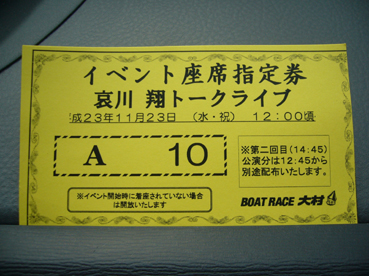 イベント座席指定券
哀川 翔トークライブ
成23年11月23日 (水・祝) 12:00頃
A 10
※第二回目(14:45)
公演分は12:45から
別途配布いたします。
※イベント開始時に着座されていない場合
は開放いたします
BOAT RACE 大村